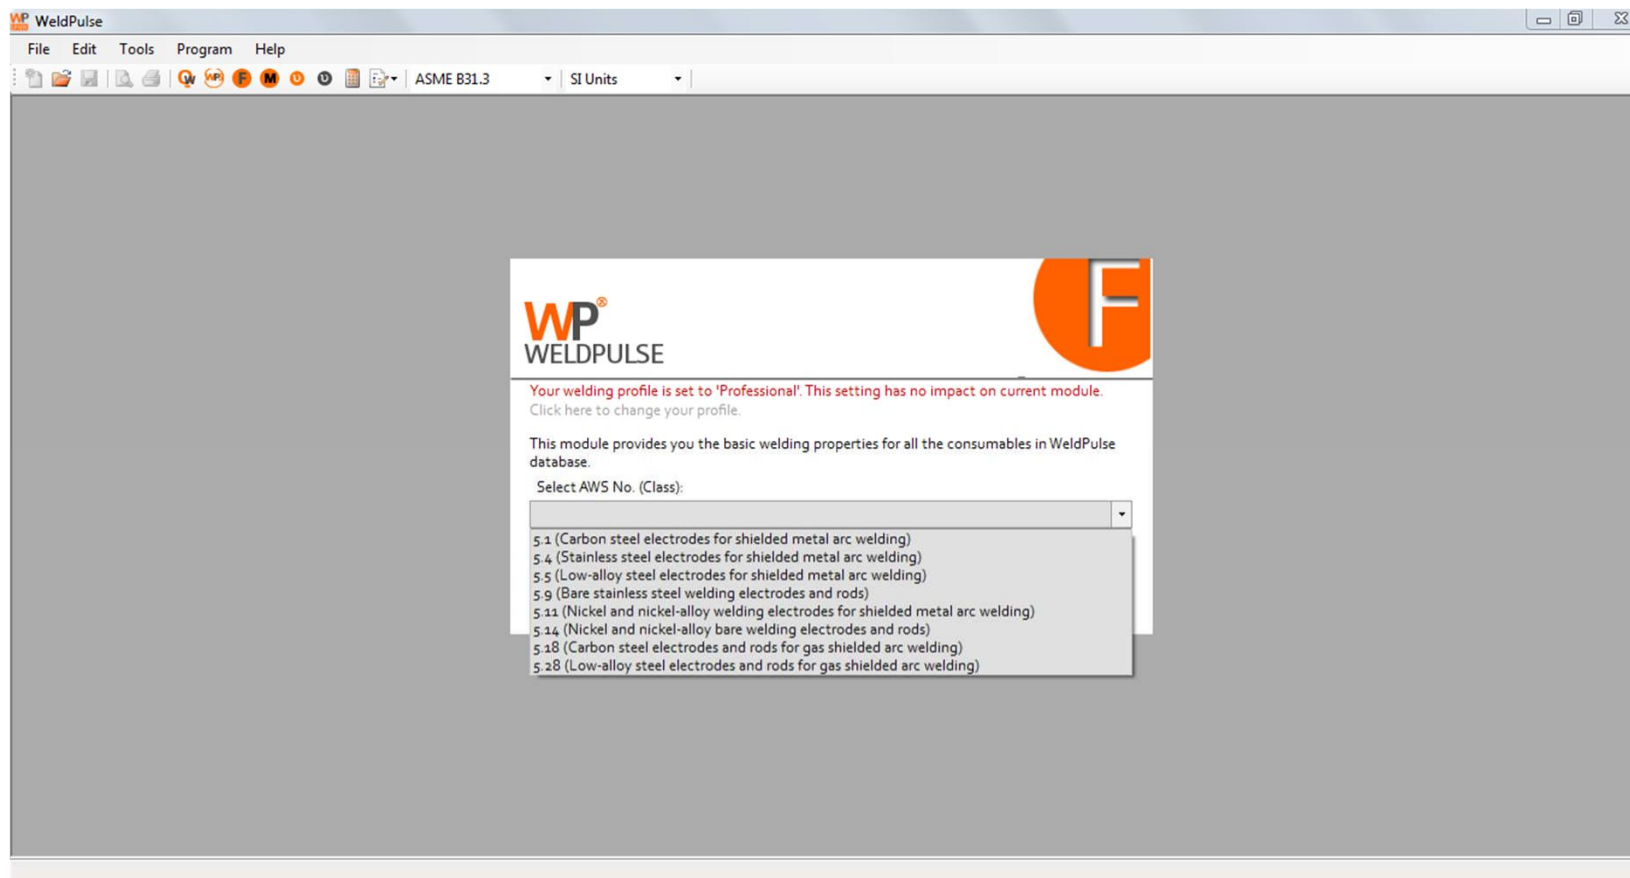 WeldPulse
File Edit Tools Program Help
ASME B31.3 SI Units
F
WP®
WELDPULSE
Your welding profile is set to 'Professional'. This setting has no impact on current module.
Click here to change your profile.
This module provides you the basic welding properties for all the consumables in WeldPulse
database.
Select AWS No. (Class):
5.1 (Carbon steel electrodes for shielded metal arc welding)
5.4 (Stainless steel electrodes for shielded metal arc welding)
5.5 (Low-alloy steel electrodes for shielded metal arc welding)
5.9 (Bare stainless steel welding electrodes and rods)
5.11 (Nickel and nickel-alloy welding electrodes for shielded metal arc welding)
5.14 (Nickel and nickel-alloy bare welding electrodes and rods)
5.18 (Carbon steel electrodes and rods for gas shielded arc welding)
5.28 (Low-alloy steel electrodes and rods for gas shielded arc welding)